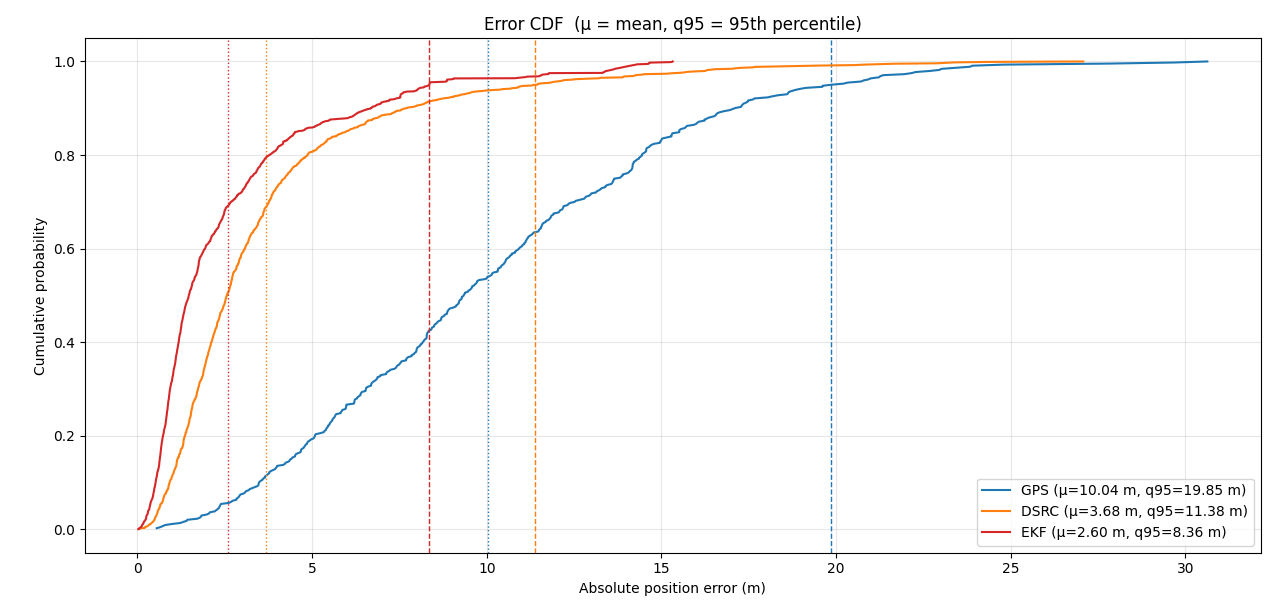 Error CDF  (μ = mean, q95 = 95th percentile)
Cumulative probability
1.0
0.8
0.6
0.4
0.2
0.0
0
5
10
15
20
25
30
Absolute position error (m)
GPS (μ=10.04 m, q95=19.85 m)
DSRC (μ=3.68 m, q95=11.38 m)
EKF (μ=2.60 m, q95=8.36 m)